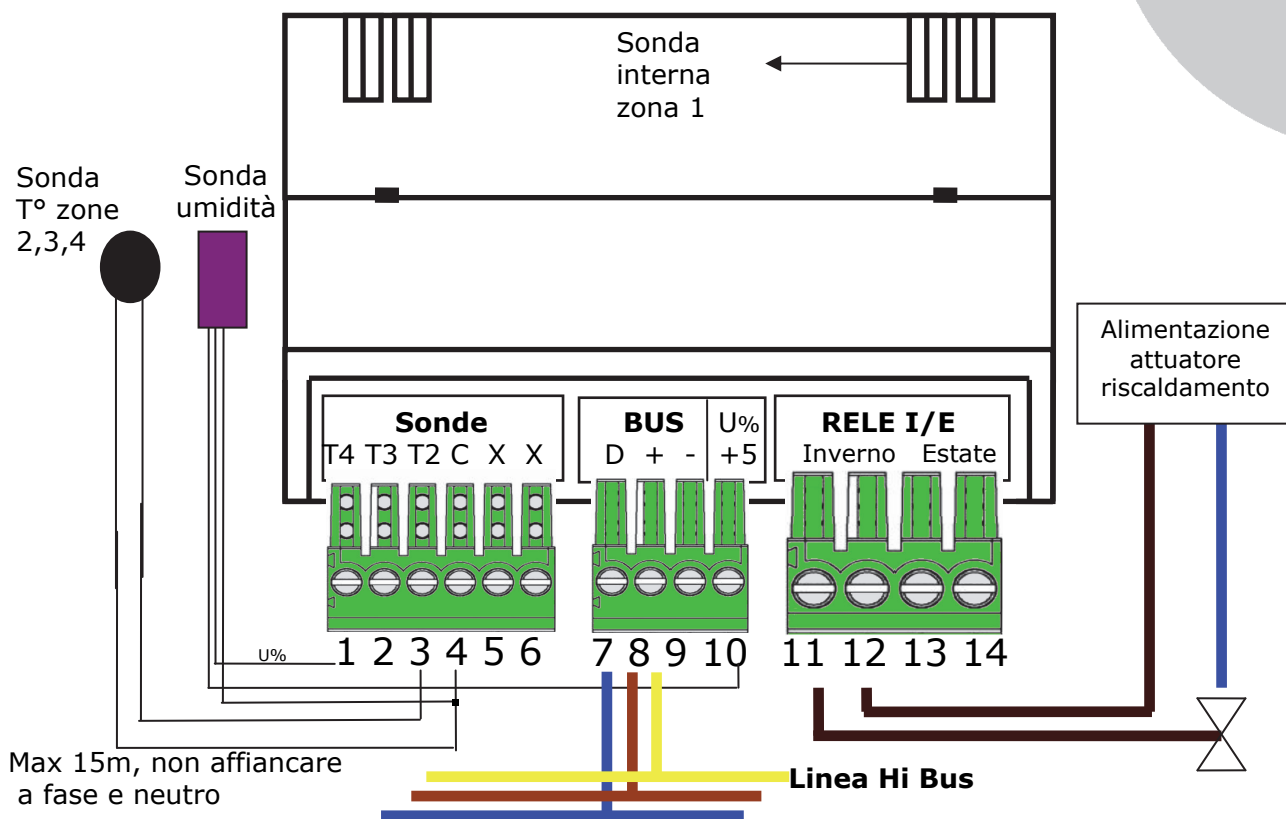 Sonda
interna
zona 1
Sonda
T° zone
2,3,4
Sonda
umidità
Alimentazione
attuatore
riscaldamento
Sonde
T4 T3 T2 C X X
BUS
D + -
U%
+5
RELE I/E
Inverno Estate
1 2 3 4 5 6
7 8 9 10
11 12 13 14
U%
Max 15m, non affiancare
a fase e neutro
Linea Hi Bus